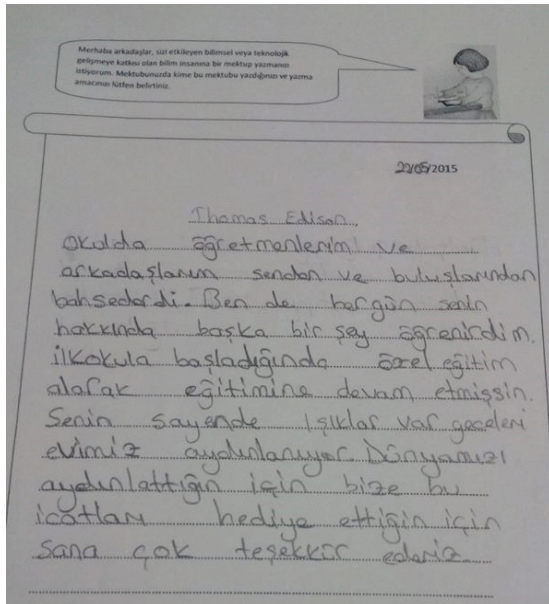 Merhaba arkadaşlar, sizi etkileyen bilimsel veya teknolojik
gelişmeye katkısı olan bilim insanına bir mektup yazmanızı
istiyorum. Mektubunuzda kime bu mektubu yazdığınızı ve yazma
amacınızı lütfen belirtiniz.
22/05/2015
Thomas Edison,
Okulda öğretmenlerim ve
arkadaşlarım senden ve buluşlarından
bahsederdi. Ben de hergün senin
hakkında başka bir şey öğrenirdim.
İlkokula başladığında özel eğitim
alarak eğitimine devam etmişsin.
Senin sayende Işıklar var geceleri
evimiz aydınlanıyor. Dünyamızı
aydınlattığın için bize bu
icatları hediye ettiğin için
sana çok teşekkür ederiz